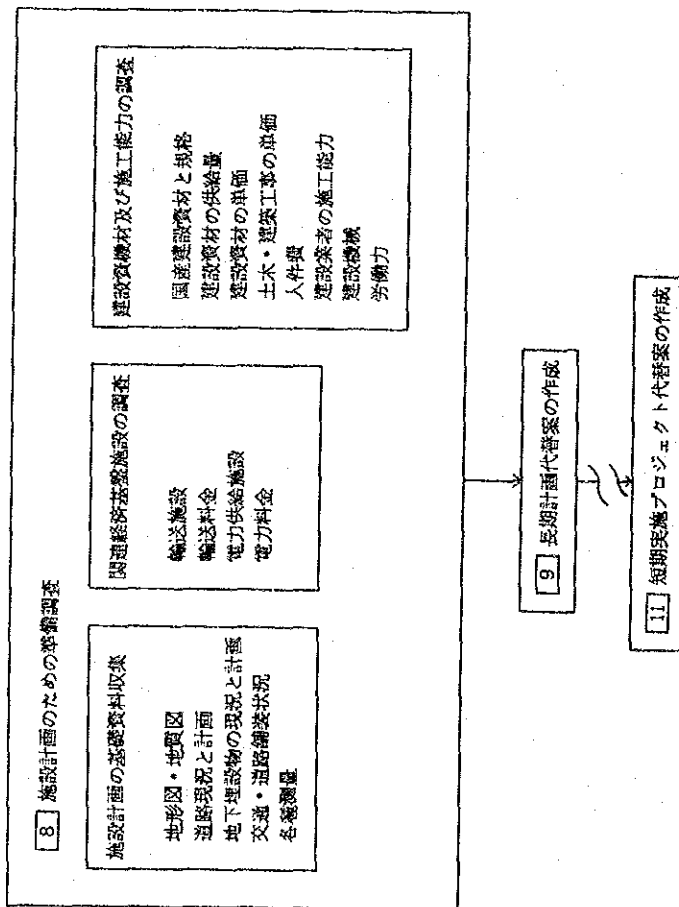 8 施設計画のための準備調査
施設計画の基礎資料収集
地形図・地質図
道路現況と計画
地下埋設物の現況と計画
交通・道路舗装状況
各種測量
関連経済基盤施設の調査
輸送施設
輸送料金
電力供給施設
電力料金
建設資機材及び施工能力の調査
国産建設資材と規格
建設資材の供給量
建設資材の単価
土木・建築工事の単価
人件費
建設業者の施工能力
建設機械
労働力
9 長期計画代替案の作成
11 短期実施プロジェクト代替案の作成